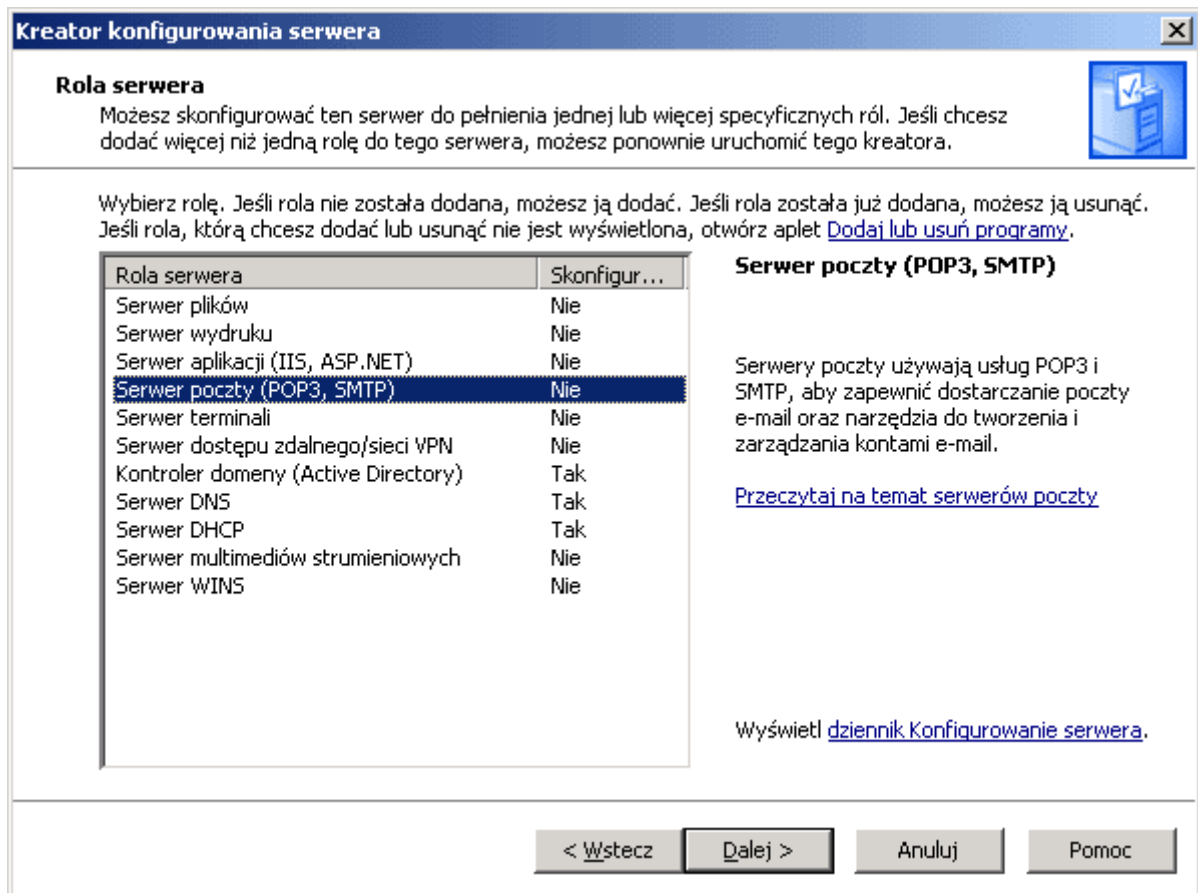 Kreator konfigurowania serwera
Rola serwera
Możesz skonfigurować ten serwer do pełnienia jednej lub więcej specyficznych ról. Jeśli chcesz
dodać więcej niż jedną rolę do tego serwera, możesz ponownie uruchomić tego kreatora.
Wybierz rolę. Jeśli rola nie została dodana, możesz ją dodać. Jeśli rola została już dodana, możesz ją usunąć.
Jeśli rola, którą chcesz dodać lub usunąć nie jest wyświetlona, otwórz aplet Dodaj lub usuń programy.
Rola serwera Skonfigur...
Serwer plików Nie
Serwer wydruku Nie
Serwer aplikacji (IIS, ASP.NET) Nie
Serwer poczty (POP3, SMTP) Nie
Serwer terminali Nie
Serwer dostępu zdalnego/sieci VPN Nie
Kontroler domeny (Active Directory) Tak
Serwer DNS Tak
Serwer DHCP Tak
Serwer multimediów strumieniowych Nie
Serwer WINS Nie
Serwer poczty (POP3, SMTP)
Serwery poczty używają usług POP3 i
SMTP, aby zapewnić dostarczanie poczty
e-mail oraz narzędzia do tworzenia i
zarządzania kontami e-mail.
Przeczytaj na temat serwerów poczty
Wyświetl dziennik Konfigurowanie serwera.
< Wstecz Dalej > Anuluj Pomoc